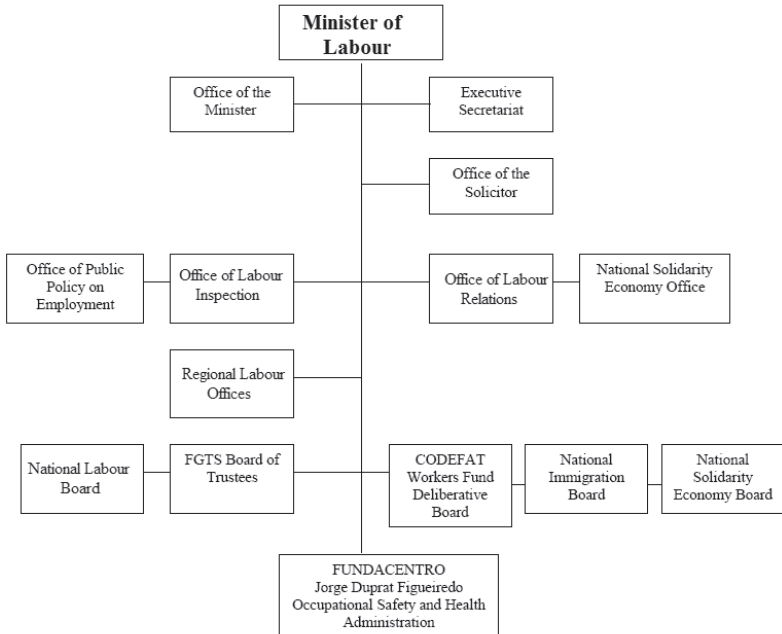 Minister of
Labour
Office of the
Minister
Executive
Secretariat
Office of the
Solicitor
Office of Public
Policy on
Employment
Office of Labour
Inspection
Office of Labour
Relations
National Solidarity
Economy Office
Regional Labour
Offices
National Labour
Board
FGTS Board of
Trustees
CODEFAT
Workers Fund
Deliberative
Board
National
Immigration
Board
National
Solidarity
Economy Board
FUNDACENTRO
Jorge Duprat Figueiredo
Occupational Safety and Health
Administration